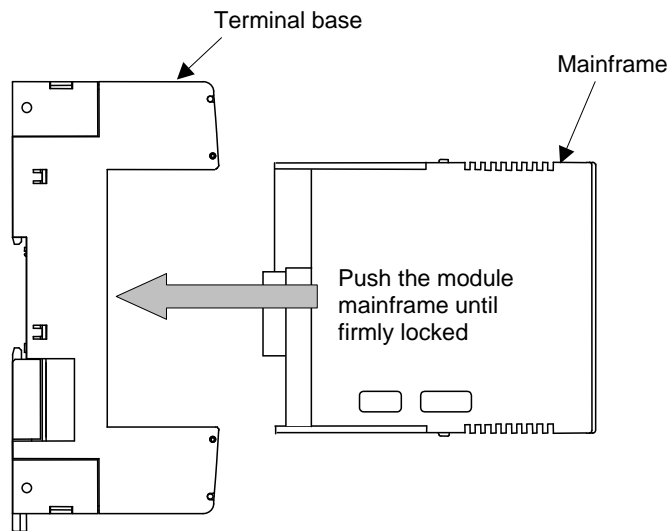 Terminal base
Mainframe
Push the module
mainframe until
firmly locked